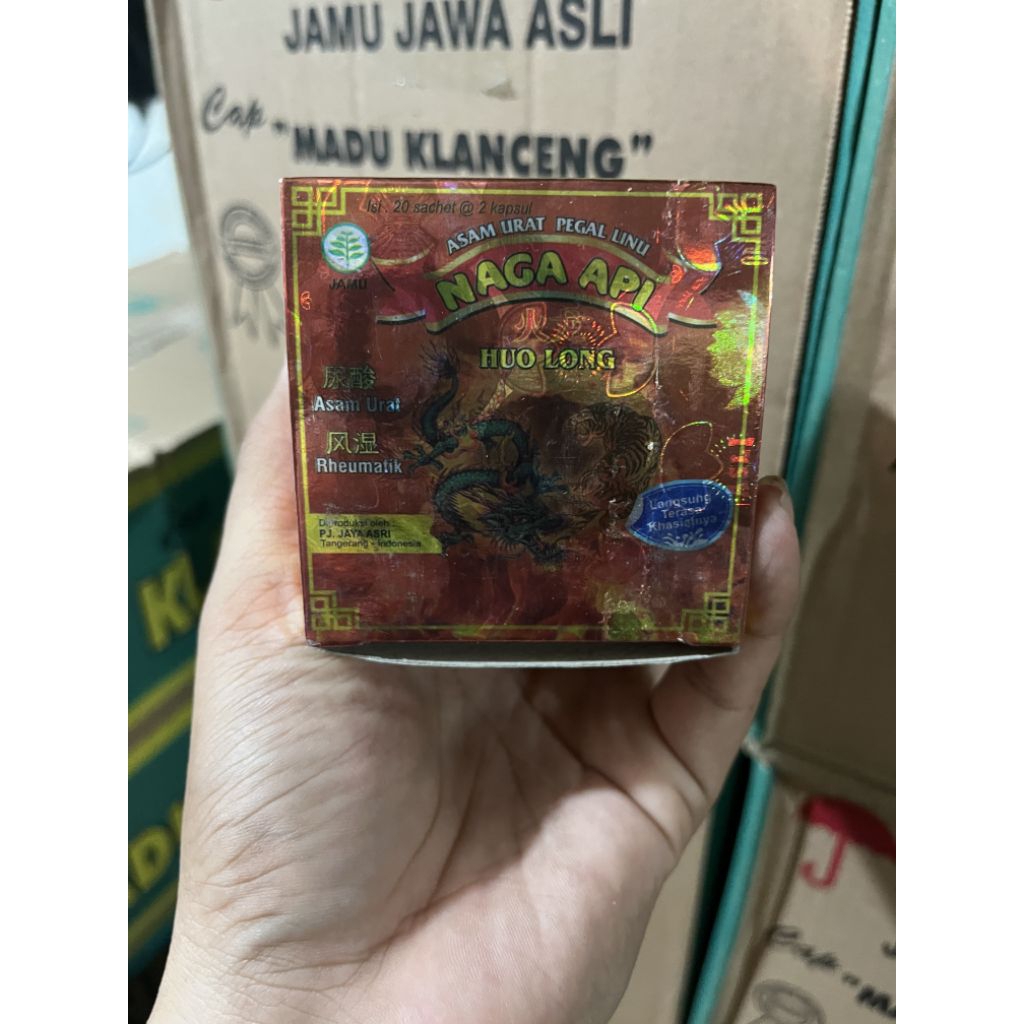 JAMU JAWA ASLI
Cap "MADU KLANCENG"
Isi : 20 sachet @ 2 kapsul
JAMU
ASAM URAT PEGAL LINU
NAGA API
HUO LONG
尿酸
Asam Urat
风湿
Rheumatik
Diproduksi oleh :
PJ. JAYA ASRI
Tangerang - Indonesia
Langsung
Terasa
Khasiatnya
Cap